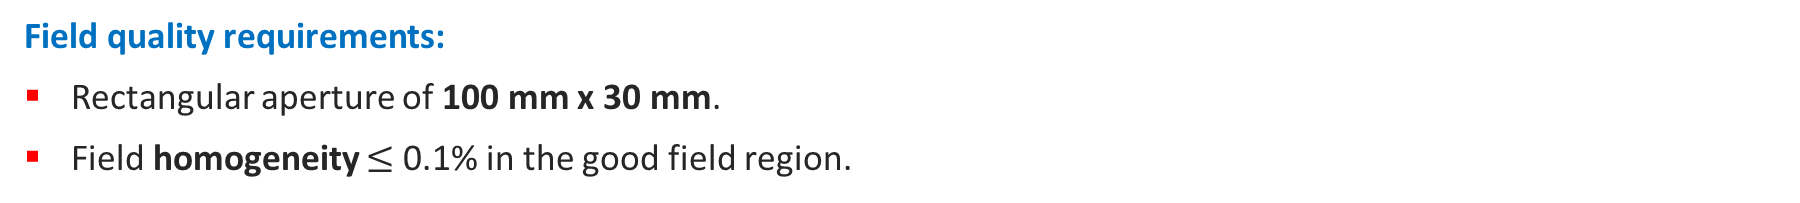 Field quality requirements:
▪ Rectangular aperture of 100 mm x 30 mm.
▪ Field homogeneity ≤ 0.1% in the good field region.